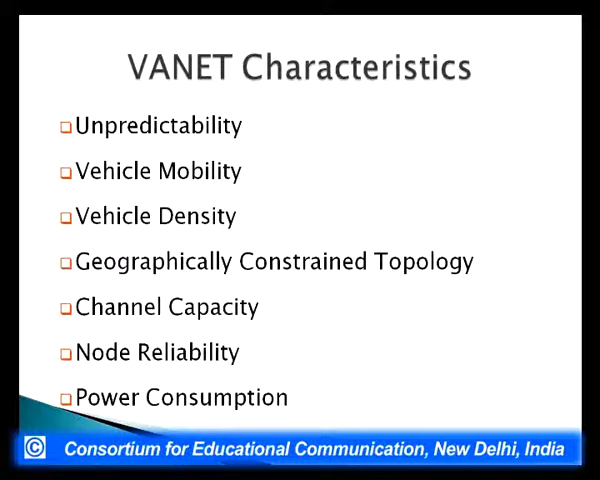 VANET Characteristics
Unpredictability
Vehicle Mobility
Vehicle Density
Geographically Constrained Topology
Channel Capacity
Node Reliability
Power Consumption
© Consortium for Educational Communication, New Delhi, India